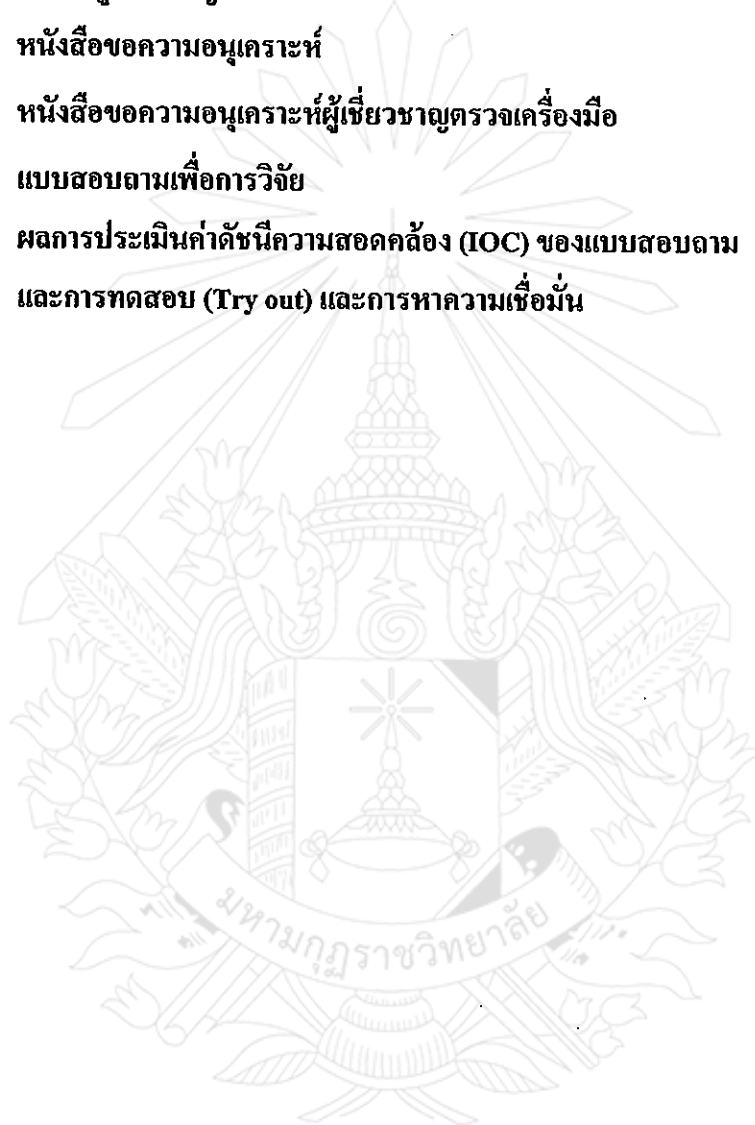 หนังสือขอความอนุเคราะห์
หนังสือขอความอนุเคราะห์ผู้เชี่ยวชาญตรวจเครื่องมือ
แบบสอบถามเพื่อการวิจัย
ผลการประเมินค่าดัชนีความสอดคล้อง (IOC) ของแบบสอบถาม
และการทดสอบ (Try out) และการหาความเชื่อมั่น
มหามกุฏราชวิทยาลัย